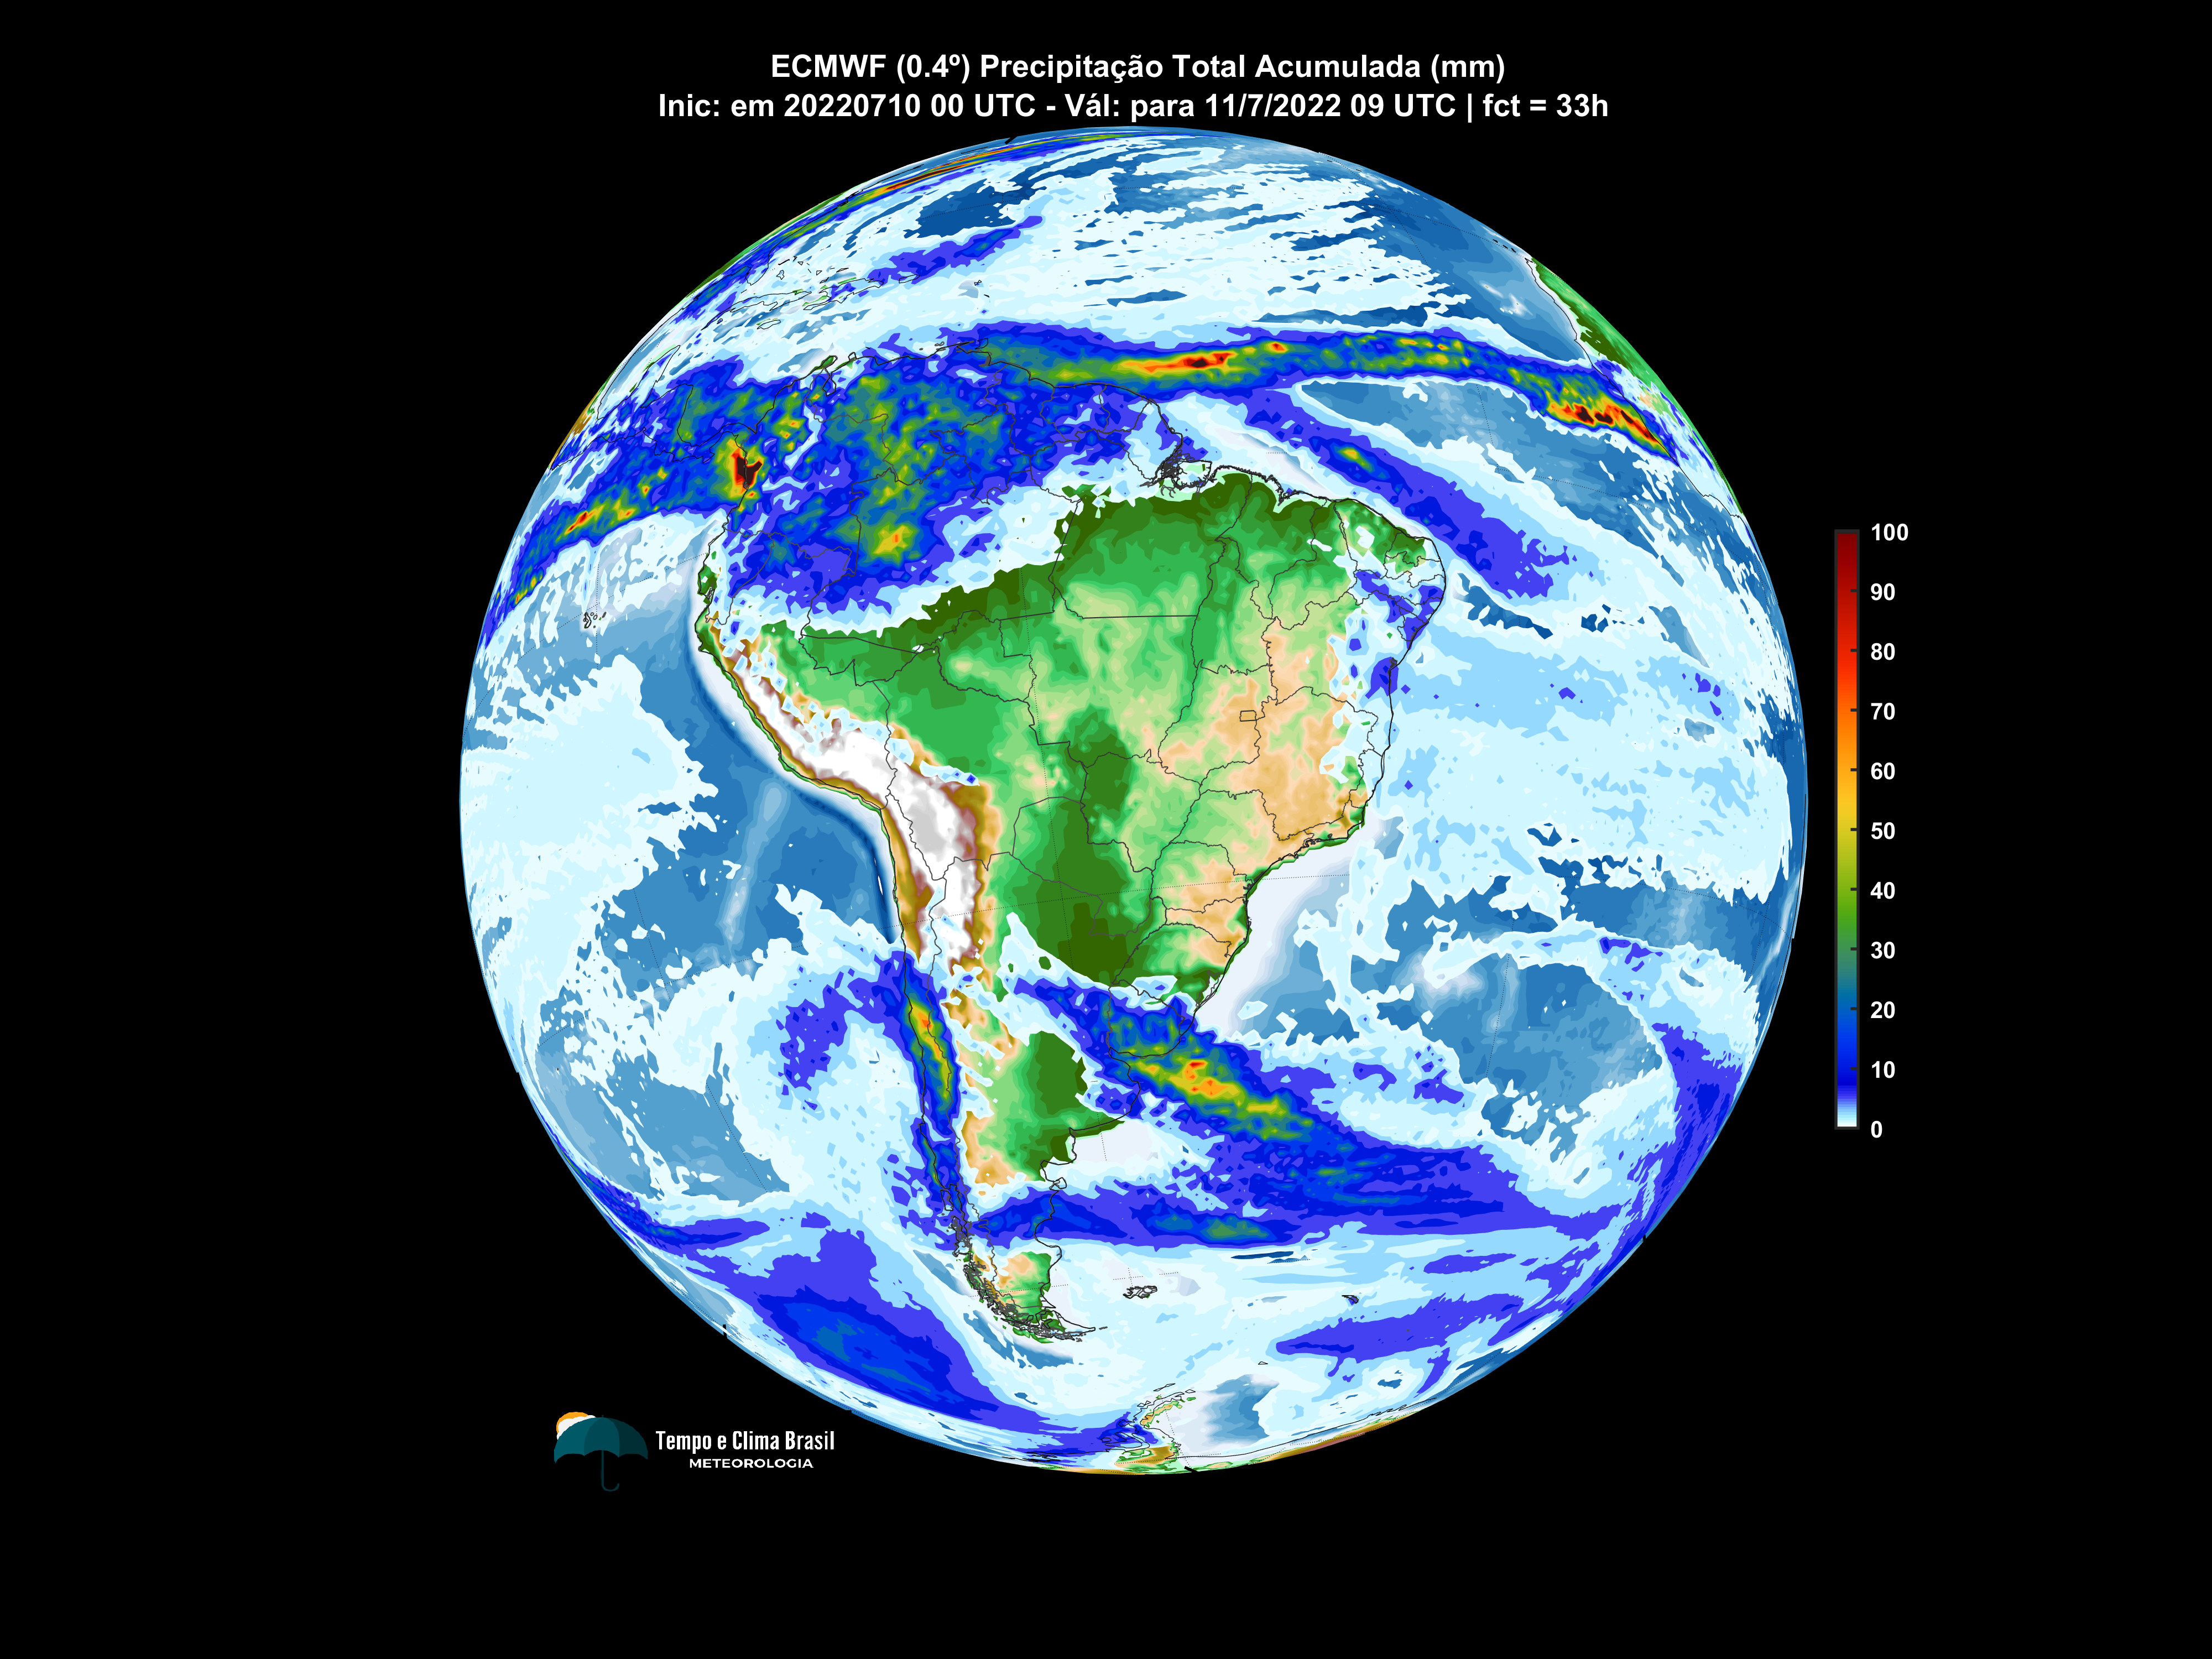 ECMWF (0.4º) Precipitação Total Acumulada (mm)
Inic: em 20220710 00 UTC - Vál: para 11/7/2022 09 UTC | fct = 33h
100
90
80
70
60
50
40
30
20
10
0
Tempo e Clima Brasil
METEOROLOGIA